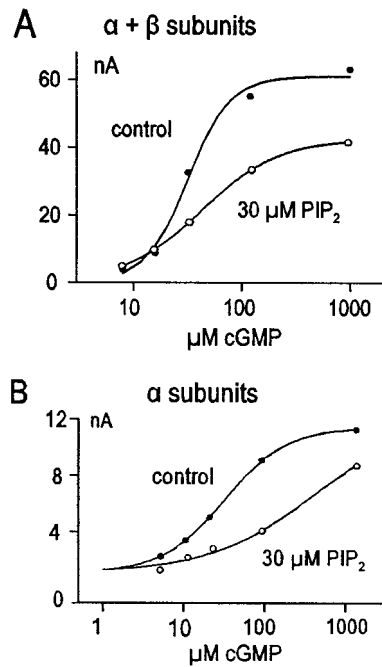 A α + β subunits
nA
60
control
40
30 μM PIP2
20
0
10 100 1000
μM cGMP
B α subunits
12
nA
control
8
4
30 μM PIP2
0
1 10 100 1000
μM cGMP